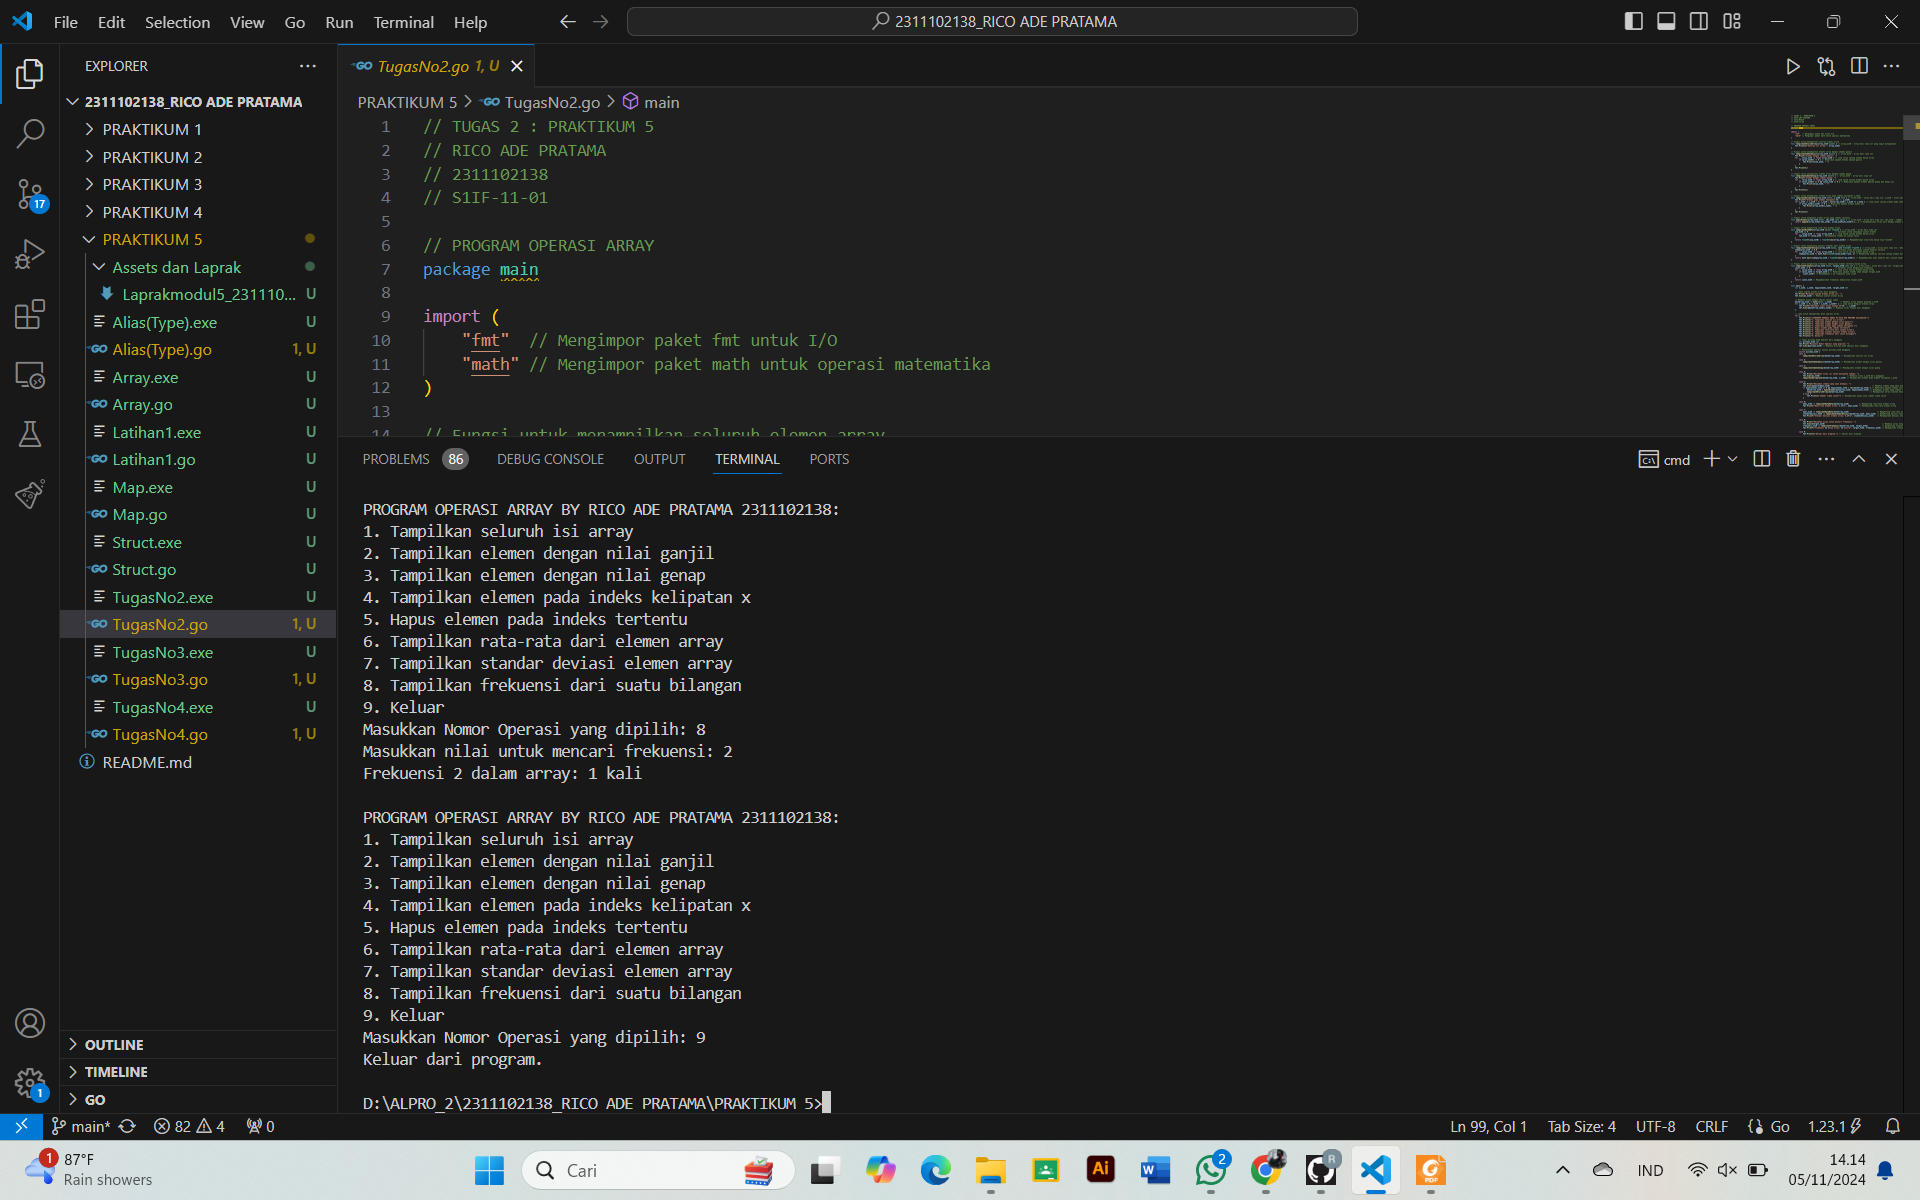 File Edit Selection View Go Run Terminal Help
2311102138_RICO ADE PRATAMA
EXPLORER
2311102138_RICO ADE PRATAMA
PRAKTIKUM 1
PRAKTIKUM 2
PRAKTIKUM 3
PRAKTIKUM 4
PRAKTIKUM 5
Assets dan Laprak
Laprakmodul5_231110... U
Alias(Type).exe U
Alias(Type).go 1, U
Array.exe U
Array.go U
Latihan1.exe U
Latihan1.go U
Map.exe U
Map.go U
Struct.exe U
Struct.go U
TugasNo2.exe U
TugasNo2.go 1, U
TugasNo3.exe U
TugasNo3.go 1, U
TugasNo4.exe U
TugasNo4.go 1, U
README.md
OUTLINE
TIMELINE
GO
17
1
TugasNo2.go 1, U
PRAKTIKUM 5 > TugasNo2.go > main
1 // TUGAS 2 : PRAKTIKUM 5
2 // RICO ADE PRATAMA
3 // 2311102138
4 // S1IF-11-01
5
6 // PROGRAM OPERASI ARRAY
7 package main
8
9 import (
10 "fmt" // Mengimpor paket fmt untuk I/O
11 "math" // Mengimpor paket math untuk operasi matematika
12 )
13
14 // Fungsi untuk menampilkan seluruh elemen array
PROBLEMS 86 DEBUG CONSOLE OUTPUT TERMINAL PORTS
cmd
PROGRAM OPERASI ARRAY BY RICO ADE PRATAMA 2311102138:
1. Tampilkan seluruh isi array
2. Tampilkan elemen dengan nilai ganjil
3. Tampilkan elemen dengan nilai genap
4. Tampilkan elemen pada indeks kelipatan x
5. Hapus elemen pada indeks tertentu
6. Tampilkan rata-rata dari elemen array
7. Tampilkan standar deviasi elemen array
8. Tampilkan frekuensi dari suatu bilangan
9. Keluar
Masukkan Nomor Operasi yang dipilih: 8
Masukkan nilai untuk mencari frekuensi: 2
Frekuensi 2 dalam array: 1 kali
PROGRAM OPERASI ARRAY BY RICO ADE PRATAMA 2311102138:
1. Tampilkan seluruh isi array
2. Tampilkan elemen dengan nilai ganjil
3. Tampilkan elemen dengan nilai genap
4. Tampilkan elemen pada indeks kelipatan x
5. Hapus elemen pada indeks tertentu
6. Tampilkan rata-rata dari elemen array
7. Tampilkan standar deviasi elemen array
8. Tampilkan frekuensi dari suatu bilangan
9. Keluar
Masukkan Nomor Operasi yang dipilih: 9
Keluar dari program.
D:\ALPRO_2\2311102138_RICO ADE PRATAMA\PRAKTIKUM 5>
main* 82 4 0
Ln 99, Col 1 Tab Size: 4 UTF-8 CRLF Go 1.23.1
1 87°F
Rain showers
Cari
Ai
W
2
R
PDF
IND
14.14
05/11/2024